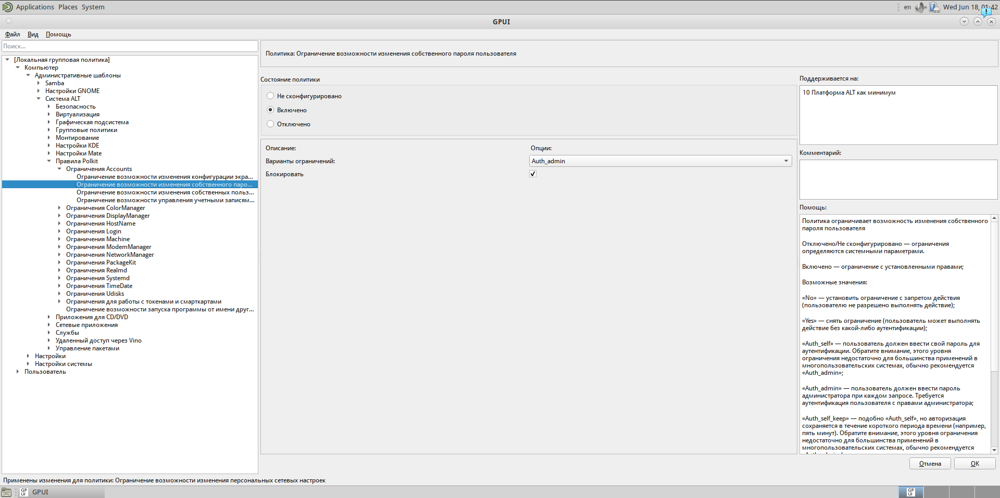 Applications Places System
en
Wed Jun 18, 01:42
GPUI
Файл Вид Помощь
Поиск...
[Локальная групповая политика]
Компьютер
Административные шаблоны
Samba
Настройки GNOME
Система ALT
Безопасность
Виртуализация
Графическая подсистема
Групповые политики
Монтирование
Настройки KDE
Настройки Mate
Правила Polkit
Ограничения Accounts
Ограничение возможности изменения конфигурации экра...
Ограничение возможности изменения собственного паро...
Ограничение возможности изменения собственных польз...
Ограничение возможности управления учетными записям...
Ограничения ColorManager
Ограничения DisplayManager
Ограничения HostName
Ограничения Login
Ограничения Machine
Ограничения ModemManager
Ограничения NetworkManager
Ограничения PackageKit
Ограничения Realmd
Ограничения Systemd
Ограничения TimeDate
Ограничения Udisks
Ограничения для работы с токенами и смарткартами
Ограничение возможности запуска программы от имени друг...
Приложения для CD/DVD
Сетевые приложения
Службы
Удаленный доступ через Vino
Управление пакетами
Настройки
Настройки системы
Пользователь
Политика: Ограничение возможности изменения собственного пароля пользователя
Состояние политики
Не сконфигурировано
Включено
Отключено
Описание:
Опции:
Варианты ограничений:
Auth_admin
Блокировать
Поддерживается на:
10 Платформа ALT как минимум
Комментарий:
Помощь:
Политика ограничивает возможность изменения собственного
пароля пользователя
Отключено/Не сконфигурировано — ограничения
определяются системными параметрами.
Включено — ограничение с установленными правами;
Возможные значения:
«No» — установить ограничение с запретом действия
(пользователю не разрешено выполнять действие);
«Yes» — снять ограничение (пользователь может выполнять
действие без какой-либо аутентификации);
«Auth_self» — пользователь должен ввести свой пароль для
аутентификации. Обратите внимание, этого уровня
ограничения недостаточно для большинства применений в
многопользовательских системах, обычно рекомендуется
«Auth_admin»;
«Auth_admin» — пользователь должен ввести пароль
администратора при каждом запросе. Требуется
аутентификация пользователя с правами администратора;
«Auth_self_keep» — подобно «Auth_self», но авторизация
сохраняется в течение короткого периода времени (например,
пять минут). Обратите внимание, этого уровня ограничения
недостаточно для большинства применений в
многопользовательских системах, обычно рекомендуется
Отмена
OK
Применены изменения для политики: Ограничение возможности изменения персональных сетевых настроек
GP
UI
GPUI
GP
UI